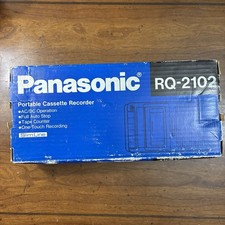 Panasonic
RQ-2102
Portable Cassette Recorder
•AC/DC Operation
•Full Auto Stop
•Tape Counter
•One-Touch Recording